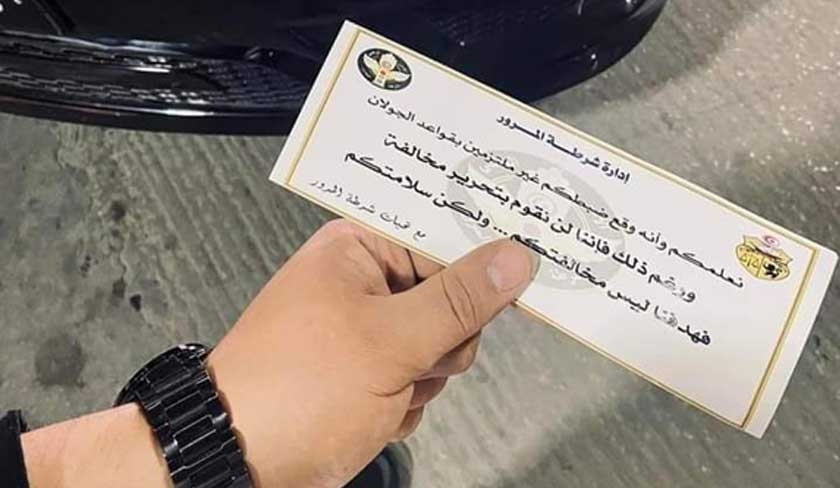 إدارة شرطة المرور
نعلمكم وأنه وقع ضبطكم غير ملتزمين بقواعد الجولان
ورغم ذلك فاننا لن نقوم بتحرير مخالفة
فهدفنا ليس مخالفتكم ... ولكن سلامتكم
مع تحيات شرطة المرور